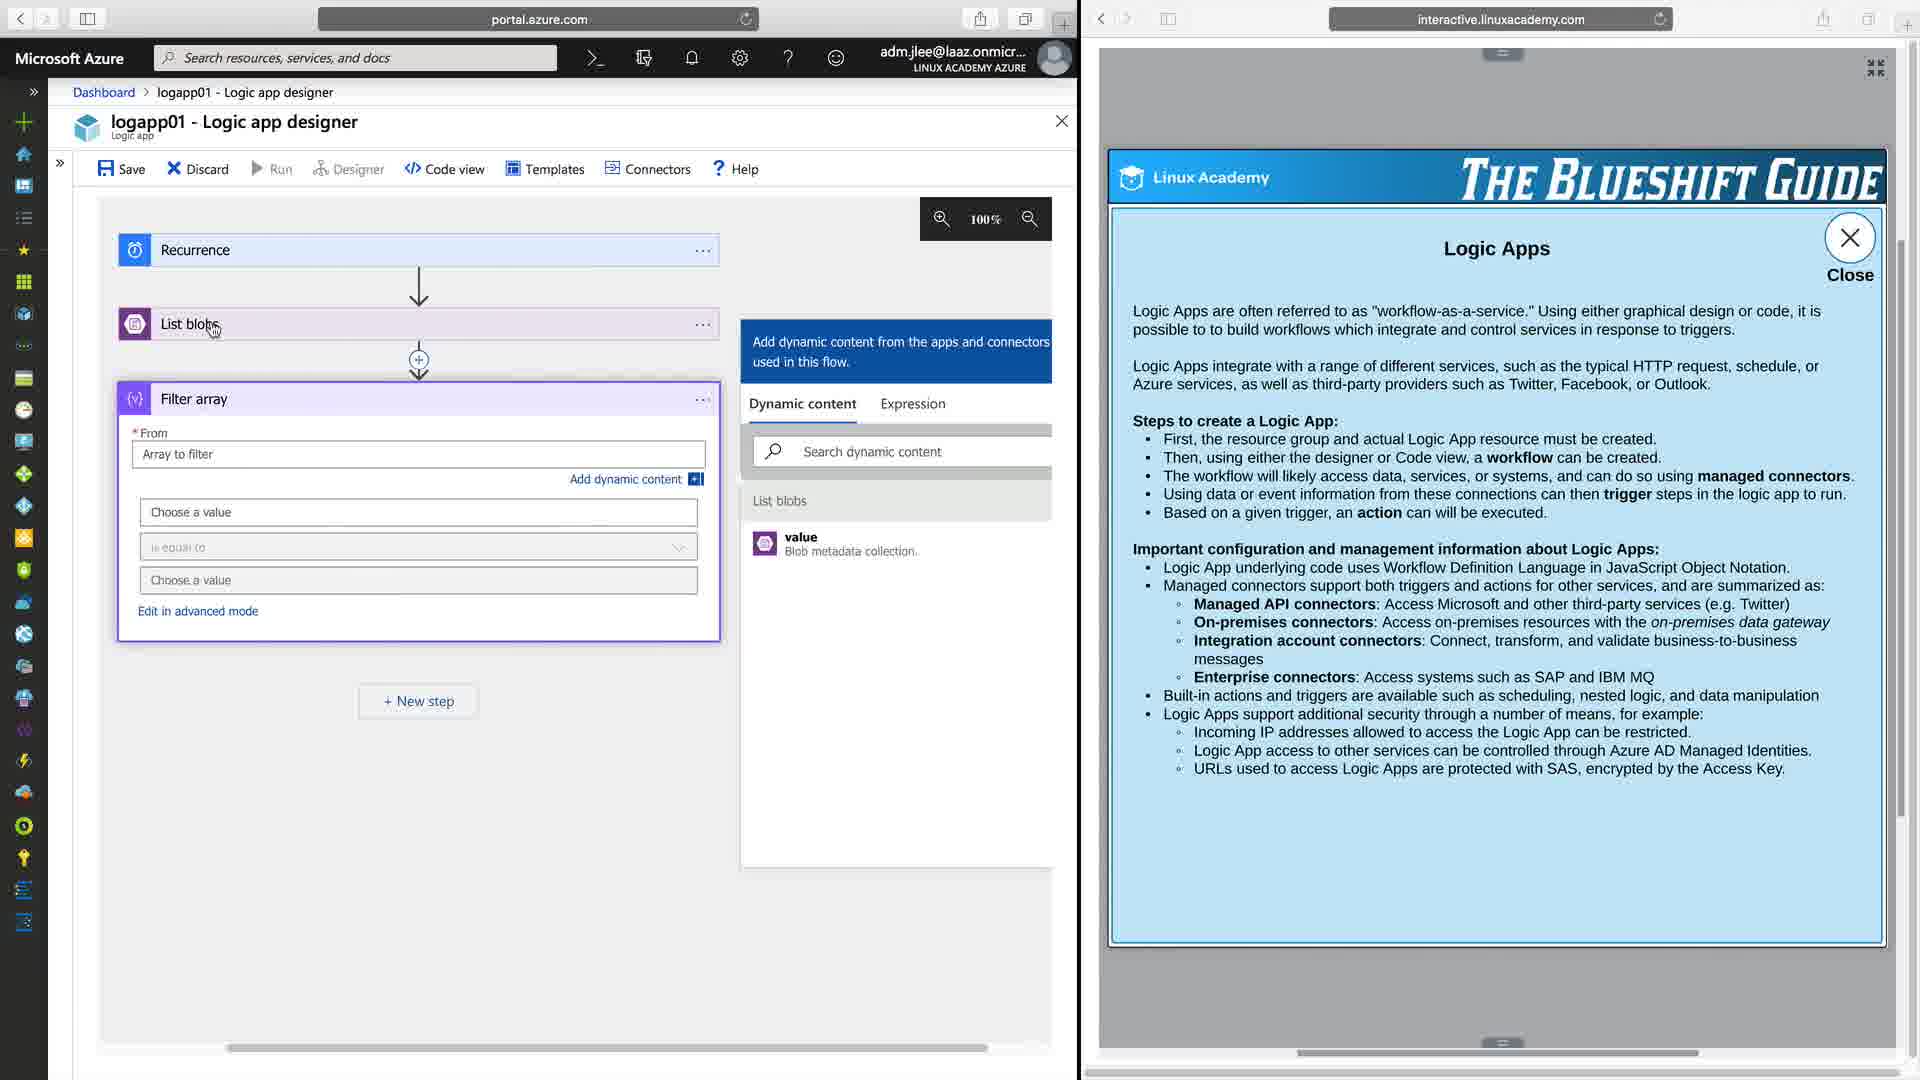 portal.azure.com
Microsoft Azure
Search resources, services, and docs
adm.jlee@laaz.onmicr...
LINUX ACADEMY AZURE
Dashboard > logapp01 - Logic app designer
logapp01 - Logic app designer
Logic app
Save
Discard
Run
Designer
Code view
Templates
Connectors
Help
100%
Recurrence
List blobs
Filter array
* From
Array to filter
Add dynamic content
Choose a value
is equal to
Choose a value
Edit in advanced mode
+ New step
Add dynamic content from the apps and connectors
used in this flow.
Dynamic content
Expression
Search dynamic content
List blobs
value
Blob metadata collection.
interactive.linuxacademy.com
Linux Academy
THE BLUESHIFT GUIDE
Logic Apps
Close
Logic Apps are often referred to as "workflow-as-a-service." Using either graphical design or code, it is
possible to to build workflows which integrate and control services in response to triggers.
Logic Apps integrate with a range of different services, such as the typical HTTP request, schedule, or
Azure services, as well as third-party providers such as Twitter, Facebook, or Outlook.
Steps to create a Logic App:
• First, the resource group and actual Logic App resource must be created.
• Then, using either the designer or Code view, a workflow can be created.
• The workflow will likely access data, services, or systems, and can do so using managed connectors.
• Using data or event information from these connections can then trigger steps in the logic app to run.
• Based on a given trigger, an action can will be executed.
Important configuration and management information about Logic Apps:
• Logic App underlying code uses Workflow Definition Language in JavaScript Object Notation.
• Managed connectors support both triggers and actions for other services, and are summarized as:
◦ Managed API connectors: Access Microsoft and other third-party services (e.g. Twitter)
◦ On-premises connectors: Access on-premises resources with the on-premises data gateway
◦ Integration account connectors: Connect, transform, and validate business-to-business
messages
◦ Enterprise connectors: Access systems such as SAP and IBM MQ
• Built-in actions and triggers are available such as scheduling, nested logic, and data manipulation
• Logic Apps support additional security through a number of means, for example:
◦ Incoming IP addresses allowed to access the Logic App can be restricted.
◦ Logic App access to other services can be controlled through Azure AD Managed Identities.
◦ URLs used to access Logic Apps are protected with SAS, encrypted by the Access Key.